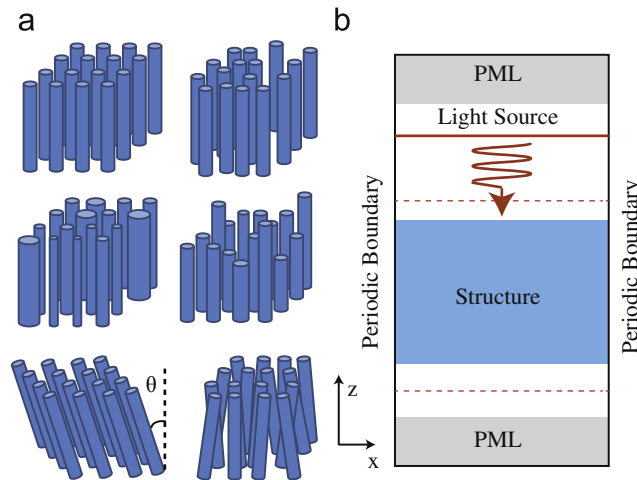 a
b
PML
Light Source
Periodic Boundary
Periodic Boundary
Structure
θ
z
x
PML